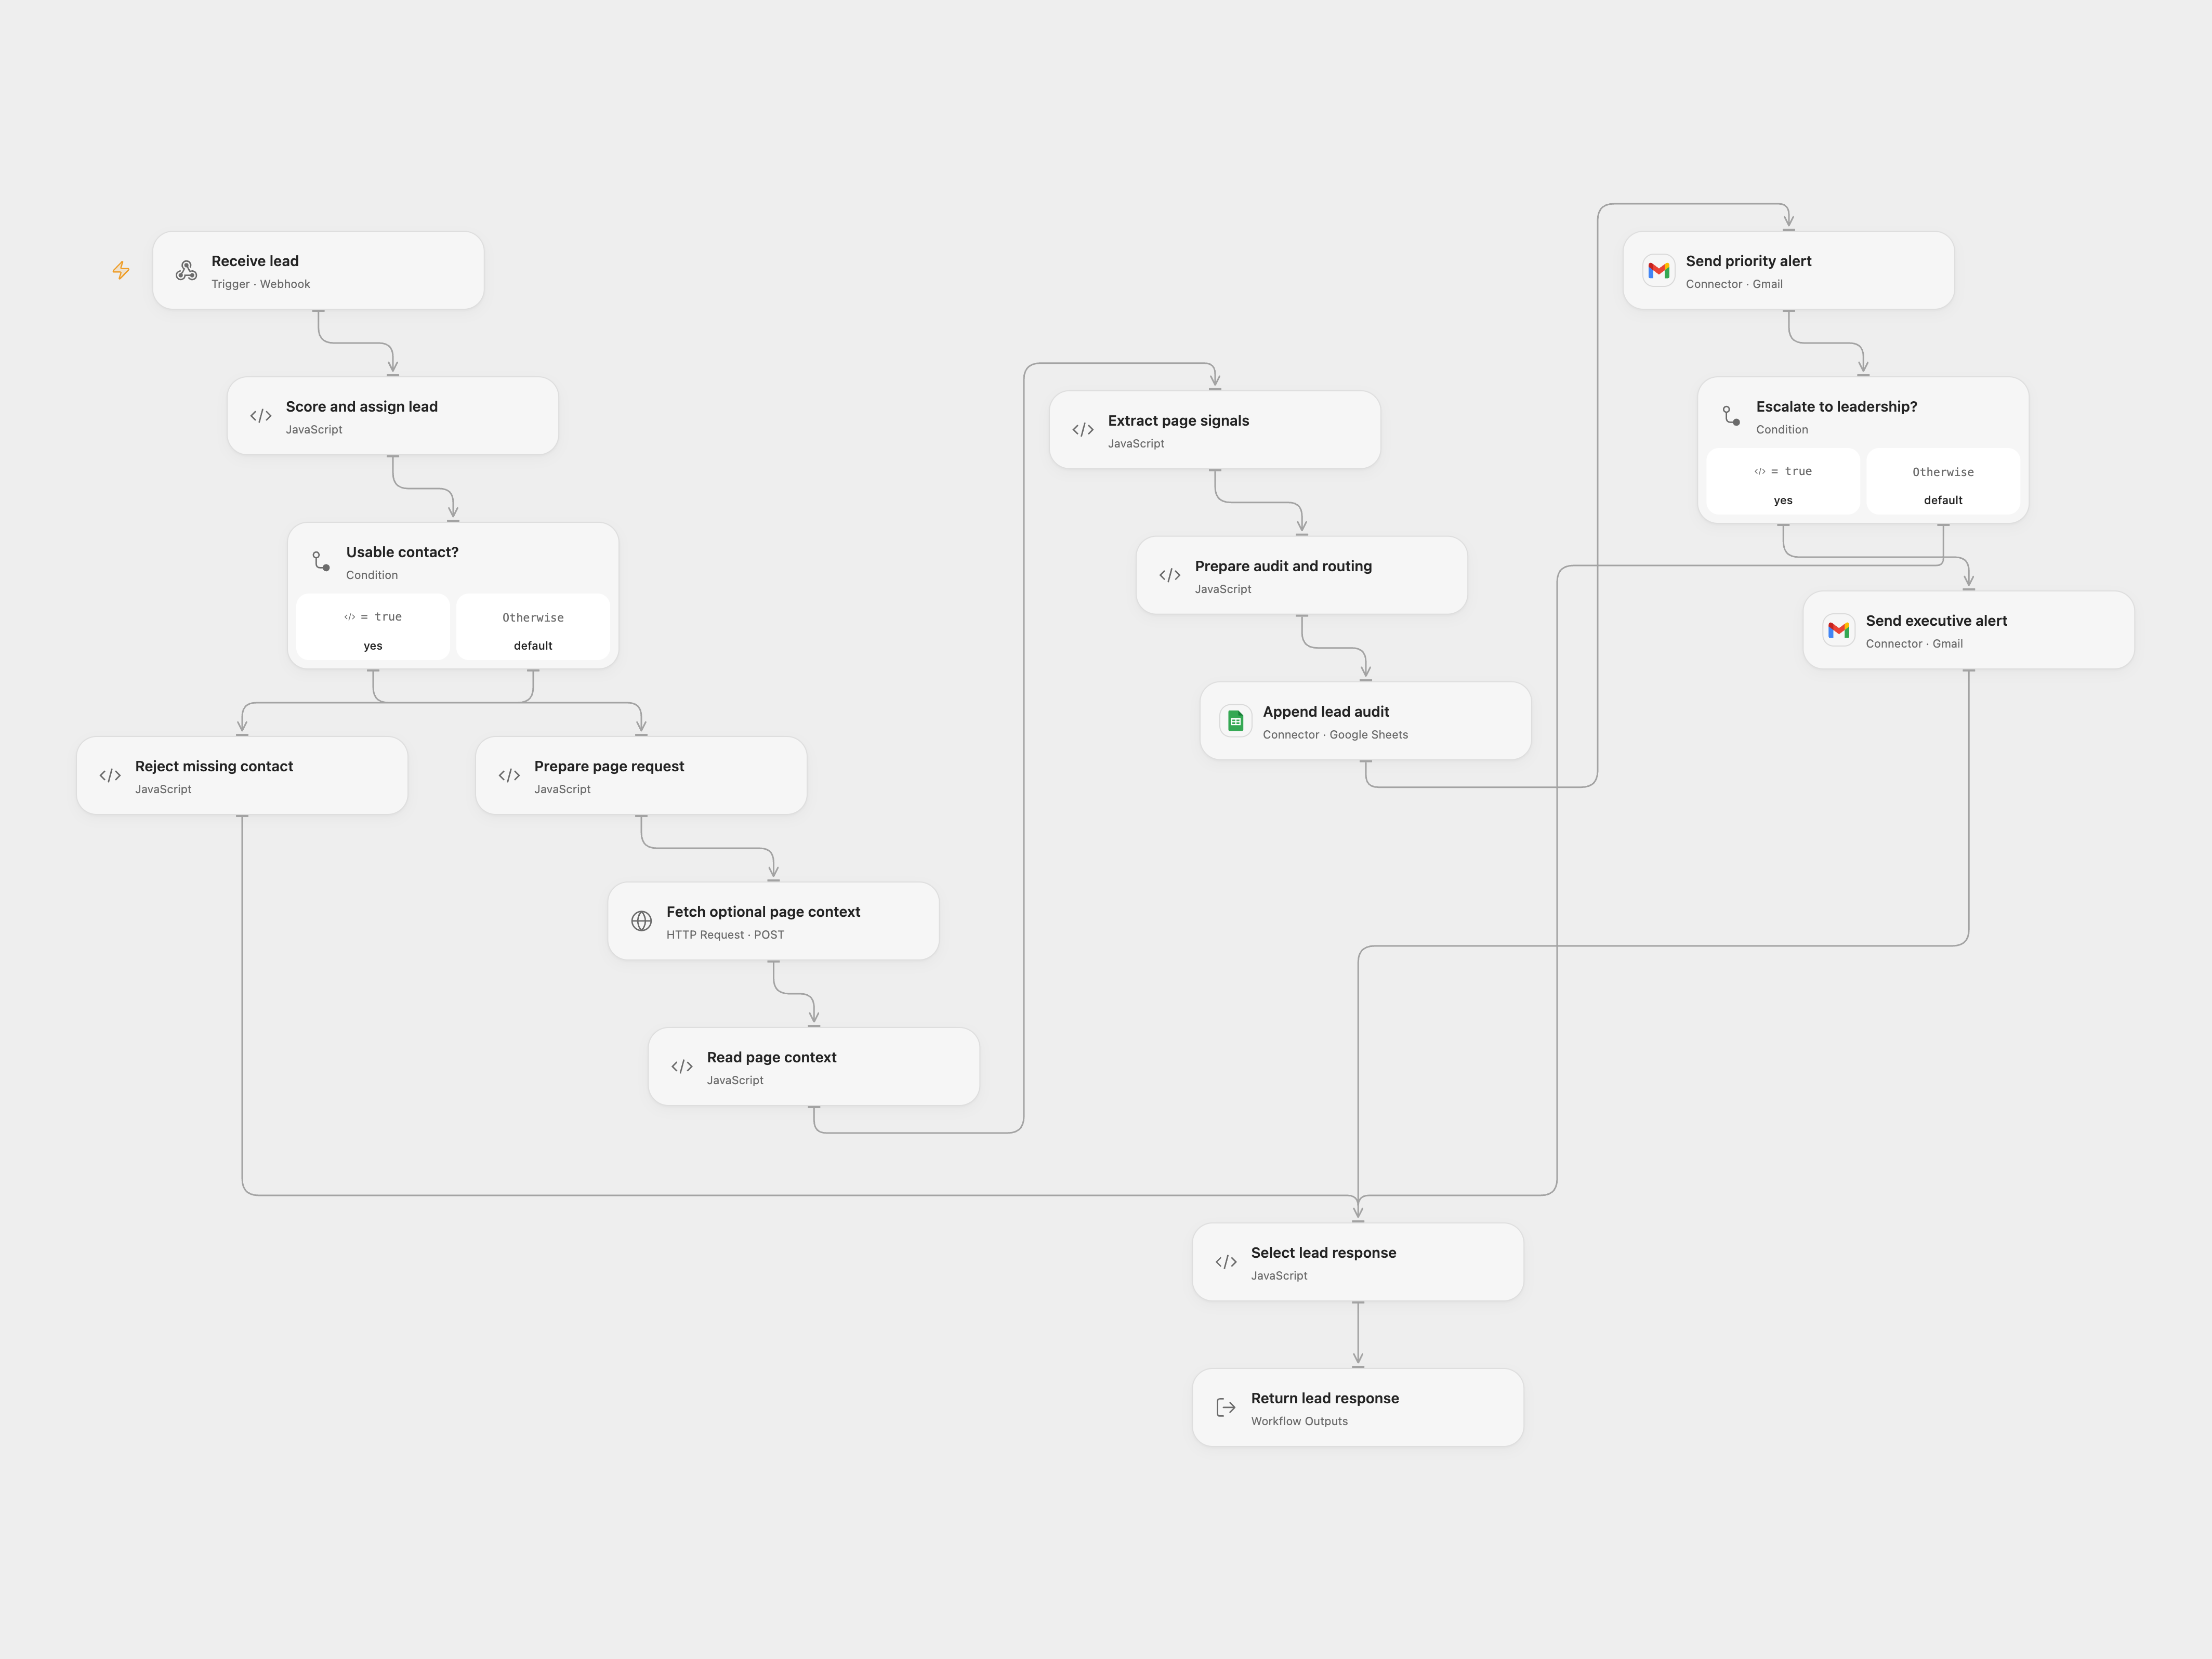 Receive lead
Trigger · Webhook
Score and assign lead
JavaScript
Usable contact?
Condition
</> = true
yes
Otherwise
default
Reject missing contact
JavaScript
Prepare page request
JavaScript
Fetch optional page context
HTTP Request · POST
Read page context
JavaScript
Extract page signals
JavaScript
Prepare audit and routing
JavaScript
Append lead audit
Connector · Google Sheets
Send priority alert
Connector · Gmail
Escalate to leadership?
Condition
</> = true
yes
Otherwise
default
Send executive alert
Connector · Gmail
Select lead response
JavaScript
Return lead response
Workflow Outputs